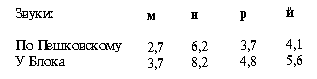 Звуки: м н р й
По Пешковскому 2,7 6,2 3,7 4,1
У Блока 3,7 8,2 4,8 5,6